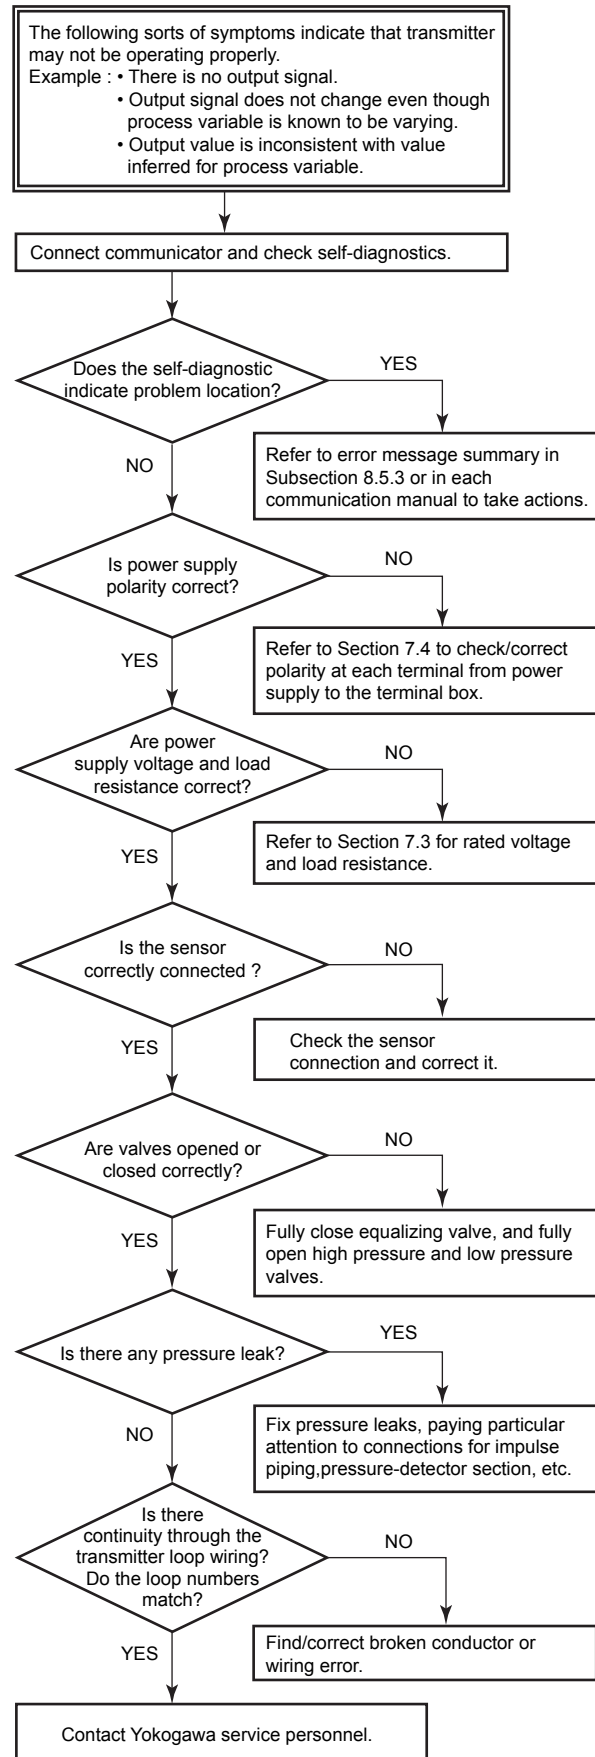 The following sorts of symptoms indicate that transmitter
may not be operating properly.
Example : • There is no output signal.
• Output signal does not change even though
process variable is known to be varying.
• Output value is inconsistent with value
inferred for process variable.
Connect communicator and check self-diagnostics.
Does the self-diagnostic
indicate problem location?
YES
NO
Refer to error message summary in
Subsection 8.5.3 or in each
communication manual to take actions.
Is power supply
polarity correct?
NO
YES
Refer to Section 7.4 to check/correct
polarity at each terminal from power
supply to the terminal box.
Are power
supply voltage and load
resistance correct?
NO
YES
Refer to Section 7.3 for rated voltage
and load resistance.
Is the sensor
correctly connected ?
NO
YES
Check the sensor
connection and correct it.
Are valves opened or
closed correctly?
NO
YES
Fully close equalizing valve, and fully
open high pressure and low pressure
valves.
Is there any pressure leak?
YES
NO
Fix pressure leaks, paying particular
attention to connections for impulse
piping,pressure-detector section, etc.
Is there
continuity through the
transmitter loop wiring?
Do the loop numbers
match?
NO
YES
Find/correct broken conductor or
wiring error.
Contact Yokogawa service personnel.